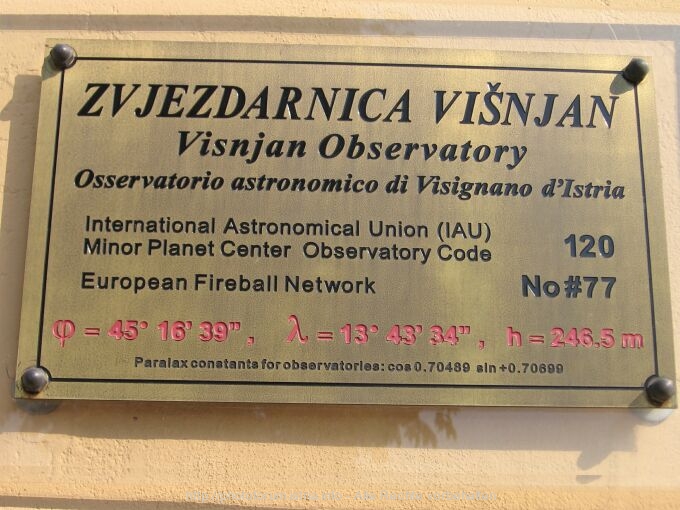 ZVJEZDARNICA VIŠNJAN
Visnjan Observatory
Osservatorio astronomico di Visignano d'Istria
International Astronomical Union (IAU)
Minor Planet Center Observatory Code 120
European Fireball Network No#77
φ = 45° 16' 39" , λ = 13° 43' 34" , h = 246,5 m
Paralax constants for observatories: cos 0.70489 sin +0.70699